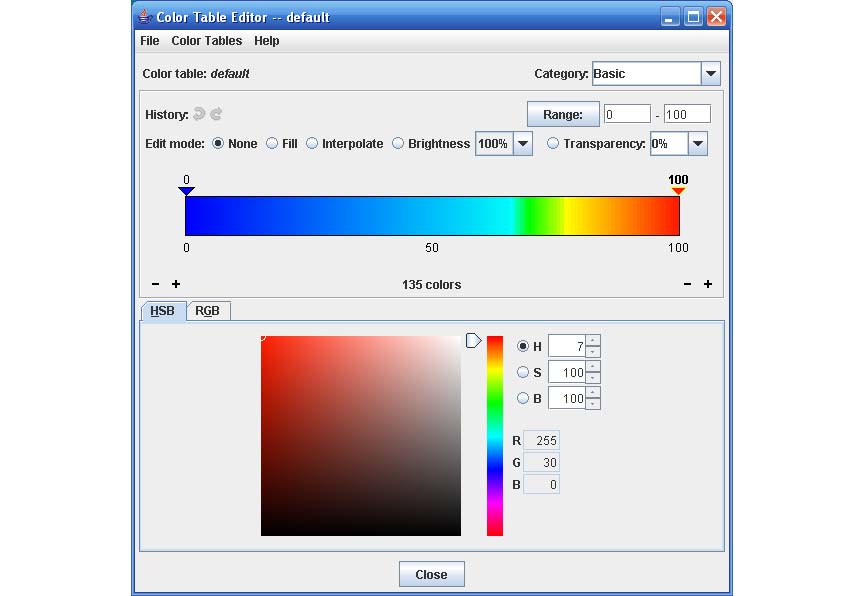 Color Table Editor -- default
File Color Tables Help
Color table: default Category: Basic
History: Range: 0 - 100
Edit mode: None Fill Interpolate Brightness 100% Transparency: 0%
0 100
0 50 100
- + 135 colors - +
HSB RGB
H 7
S 100
B 100
R 255
G 30
B 0
Close